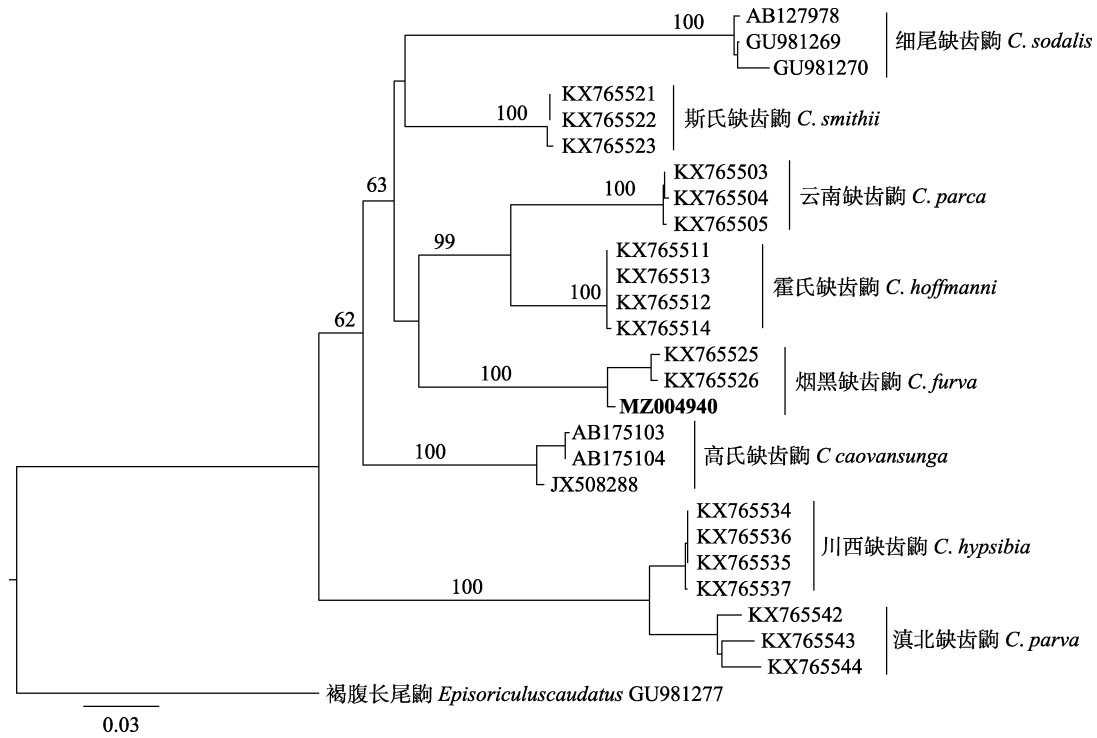 100
AB127978
GU981269
GU981270
细尾缺齿鼩 C. sodalis
100
KX765521
KX765522
KX765523
斯氏缺齿鼩 C. smithii
63
100
KX765503
KX765504
KX765505
云南缺齿鼩 C. parca
99
100
KX765511
KX765513
KX765512
KX765514
霍氏缺齿鼩 C. hoffmanni
62
100
KX765525
KX765526
MZ004940
烟黑缺齿鼩 C. furva
100
AB175103
AB175104
JX508288
高氏缺齿鼩 C caovansunga
100
KX765534
KX765536
KX765535
KX765537
川西缺齿鼩 C. hypsibia
KX765542
KX765543
KX765544
滇北缺齿鼩 C. parva
褐腹长尾鼩 Episoriculuscaudatus GU981277
0.03